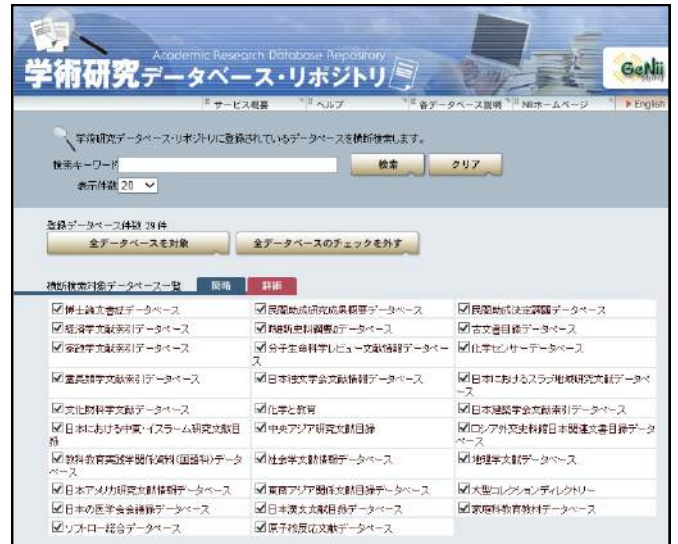 Academic Research Database Repository
学術研究データベース・リポジトリ
GeNii
サービス概要 ヘルプ 各データベース説明 NIIホームページ English
学術研究データベース・リポジトリに登録されているデータベースを横断検索します。
検索キーワード 検索 クリア
表示件数 20
登録データベース件数 29 件
全データベースを対象 全データベースのチェックを外す
横断検索対象データベース一覧 簡略 詳細
博士論文書誌データベース 民間助成研究成果概要データベース 民間助成決定課題データベース
経済学文献索引データベース 維新史料綱要データベース 古文書目録データベース
家政学文献索引データベース 分子生命科学レビュー文献情報データベー 化学センサーデータベース
ス
霊長類学文献索引データベース 日本独文学会文献情報データベース 日本におけるスラブ地域研究文献データベ
ース
文化財科学文献データベース 化学と教育 日本建築学会文献索引データベース
日本における中東・イスラーム研究文献目 中央アジア研究文献目録 ロシア外交史料館日本関連文書目録データ
録 ベース
教科教育実践学関係資料(国語科)データ 社会学文献情報データベース 地理学文献データベース
ベース
日本アメリカ研究文献情報データベース 東南アジア関係文献目録データベース 大型コレクションディレクトリー
日本の医学会会議録データベース 日本漢文文献目録データベース 家庭科教育教材データベース
リフトロー総合データベース 原子核反応文献データベース